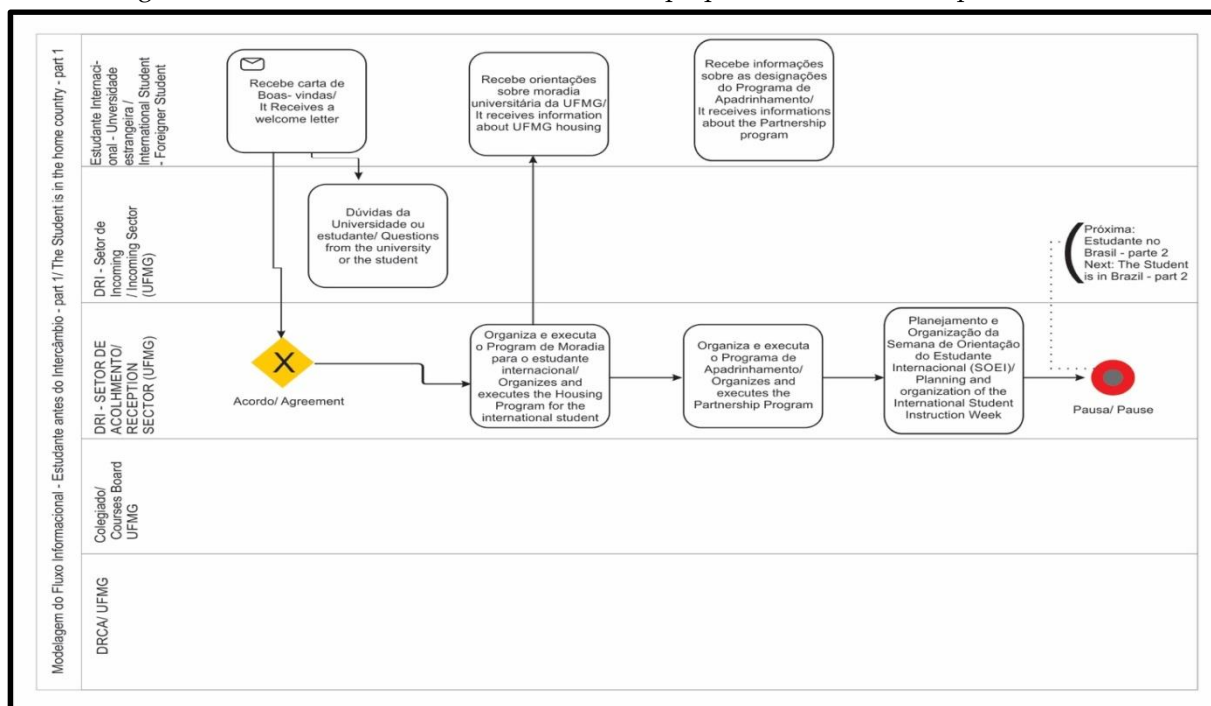 Modelagem do Fluxo Informacional - Estudante antes do Intercâmbio - part 1/ The Student is in the home country - part 1
Estudante Internaci-
onal - Unversidade
estrangeira /
International Student
- Foreigner Student
Recebe carta de
Boas- vindas/
It Receives a
welcome letter
Recebe orientações
sobre moradia
universitária da UFMG/
It receives information
about UFMG housing
Recebe informações
sobre as designações
do Programa de
Apadrinhamento/
It receives informations
about the Partnership
program
DRI - Setor de
Incoming
/ Incoming Sector
(UFMG)
Dúvidas da
Universidade ou
estudante/ Questions
from the university
or the student
Próxima:
Estudante no
Brasil - parte 2
Next: The Student
is in Brazil - part 2
DRI - SETOR DE
ACOLHIMENTO/
RECEPTION
SECTOR (UFMG)
X
Acordo/ Agreement
Organiza e executa
o Program de Moradia
para o estudante
internacional/
Organizes and
executes the Housing
Program for the
international student
Organiza e executa
o Programa de
Apadrinhamento/
Organizes and
executes the
Partnership Program
Planejamento e
Organização da
Semana de Orientação
do Estudante
Internacional (SOEI)/
Planning and
organization of the
International Student
Instruction Week
Pausa/ Pause
Colegiado/
Courses Board
UFMG
DRCA/ UFMG